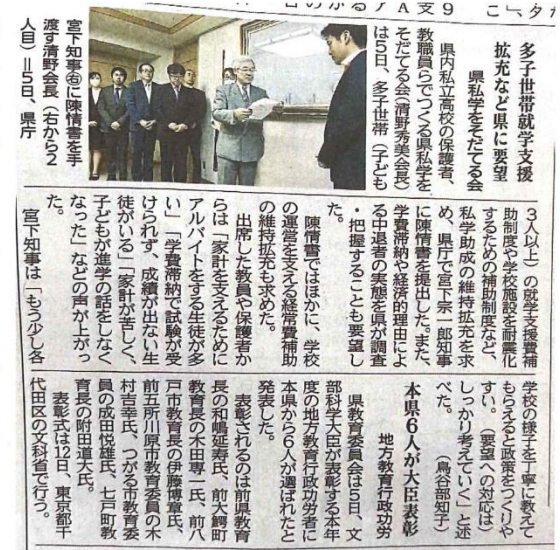 多子世帯就学支援
拡充など県に要望
県私学をそだてる会
県内私立高校の保護者、
教職員らでつくる県私学を
そだてる会(清野秀美会長)
は5日、多子世帯(子ども
宮下知事㊨に陳情書を手
渡す清野会長(右から2
人目)=5日、県庁
3人以上)の就学支援費補
助制度や学校施設を耐震化
するための補助制度など、
私学助成の維持拡充を求
め、県庁で宮下宗一郎知事
に陳情書を提出した。また、
学費滞納や経済的理由によ
る中退者の実態を県が調査
・把握することも要望し
た。
陳情書ではほかに、学校
の運営を支える経常費補助
の維持拡充も求めた。
出席した教員や保護者か
らは「家計を支えるために
アルバイトをする生徒が多
い」「学費滞納で試験が受
けられず、成績が出ない生
徒がいる」「家計が苦しく、
子どもが進学の話をしなく
なった」などの声が上がっ
た。
宮下知事は「もう少し各
学校の様子を丁寧に教えて
もらえると政策をつくりや
すい。(要望への対応は)
しっかり考えていく」と述
べた。 (鳥谷部知子)
本県6人が大臣表彰
地方教育行政功労
県教育委員会は5日、文
部科学大臣が表彰する本年
度の地方教育行政功労者に
本県から6人が選ばれたと
発表した。
表彰されるのは前県教育
長の和嶋延寿氏、前大鰐町
教育長の木田専一氏、前八
戸市教育長の伊藤博章氏、
前五所川原市教育委員の木
村吉幸氏、つがる市教育委
員の成田悦雄氏、七戸町教
育長の附田道大氏。
表彰式は12日、東京都千
代田区の文科省で行う。